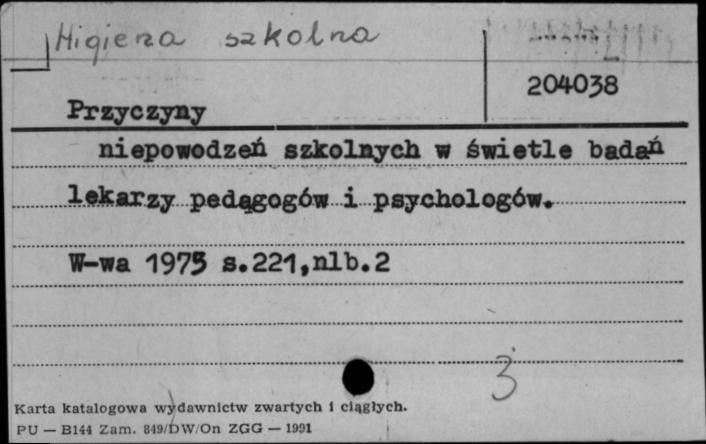 Higiena szkolna
204038
Przyczyny
niepowodzeń szkolnych w świetle badań
lekarzy pedągogów i psychologów.
W-wa 1975 s.221,nlb.2
3
Karta katalogowa wydawnictw zwartych i ciągłych.
PU — B144 Zam. 849/DW/On ZGG — 1991